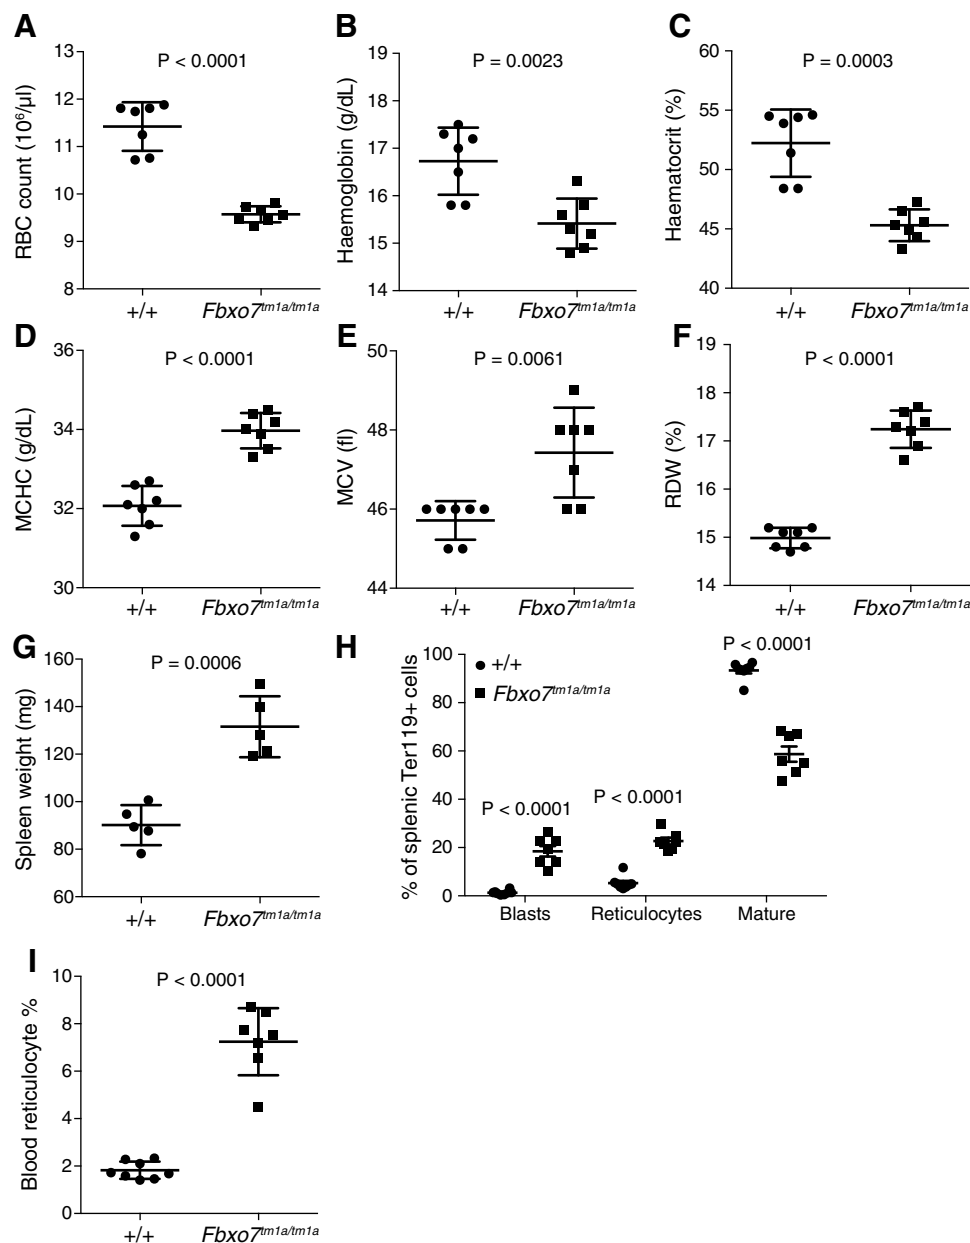 A
B
C
P < 0.0001
P = 0.0023
P = 0.0003
RBC count (10⁶/µl)
13
12
11
10
9
8
+/+
Fbxo7tm1a/tm1a
Haemoglobin (g/dL)
19
18
17
16
15
14
+/+
Fbxo7tm1a/tm1a
Haematocrit (%)
60
55
50
45
40
+/+
Fbxo7tm1a/tm1a
D
E
F
P < 0.0001
P = 0.0061
P < 0.0001
MCHC (g/dL)
36
34
32
30
+/+
Fbxo7tm1a/tm1a
MCV (fl)
50
48
46
44
+/+
Fbxo7tm1a/tm1a
RDW (%)
19
18
17
16
15
14
+/+
Fbxo7tm1a/tm1a
G
P = 0.0006
Spleen weight (mg)
160
140
120
100
80
60
+/+
Fbxo7tm1a/tm1a
H
+/+
Fbxo7tm1a/tm1a
P < 0.0001
P < 0.0001
P < 0.0001
% of splenic Ter119+ cells
100
80
60
40
20
0
Blasts
Reticulocytes
Mature
I
P < 0.0001
Blood reticulocyte %
10
8
6
4
2
0
+/+
Fbxo7tm1a/tm1a